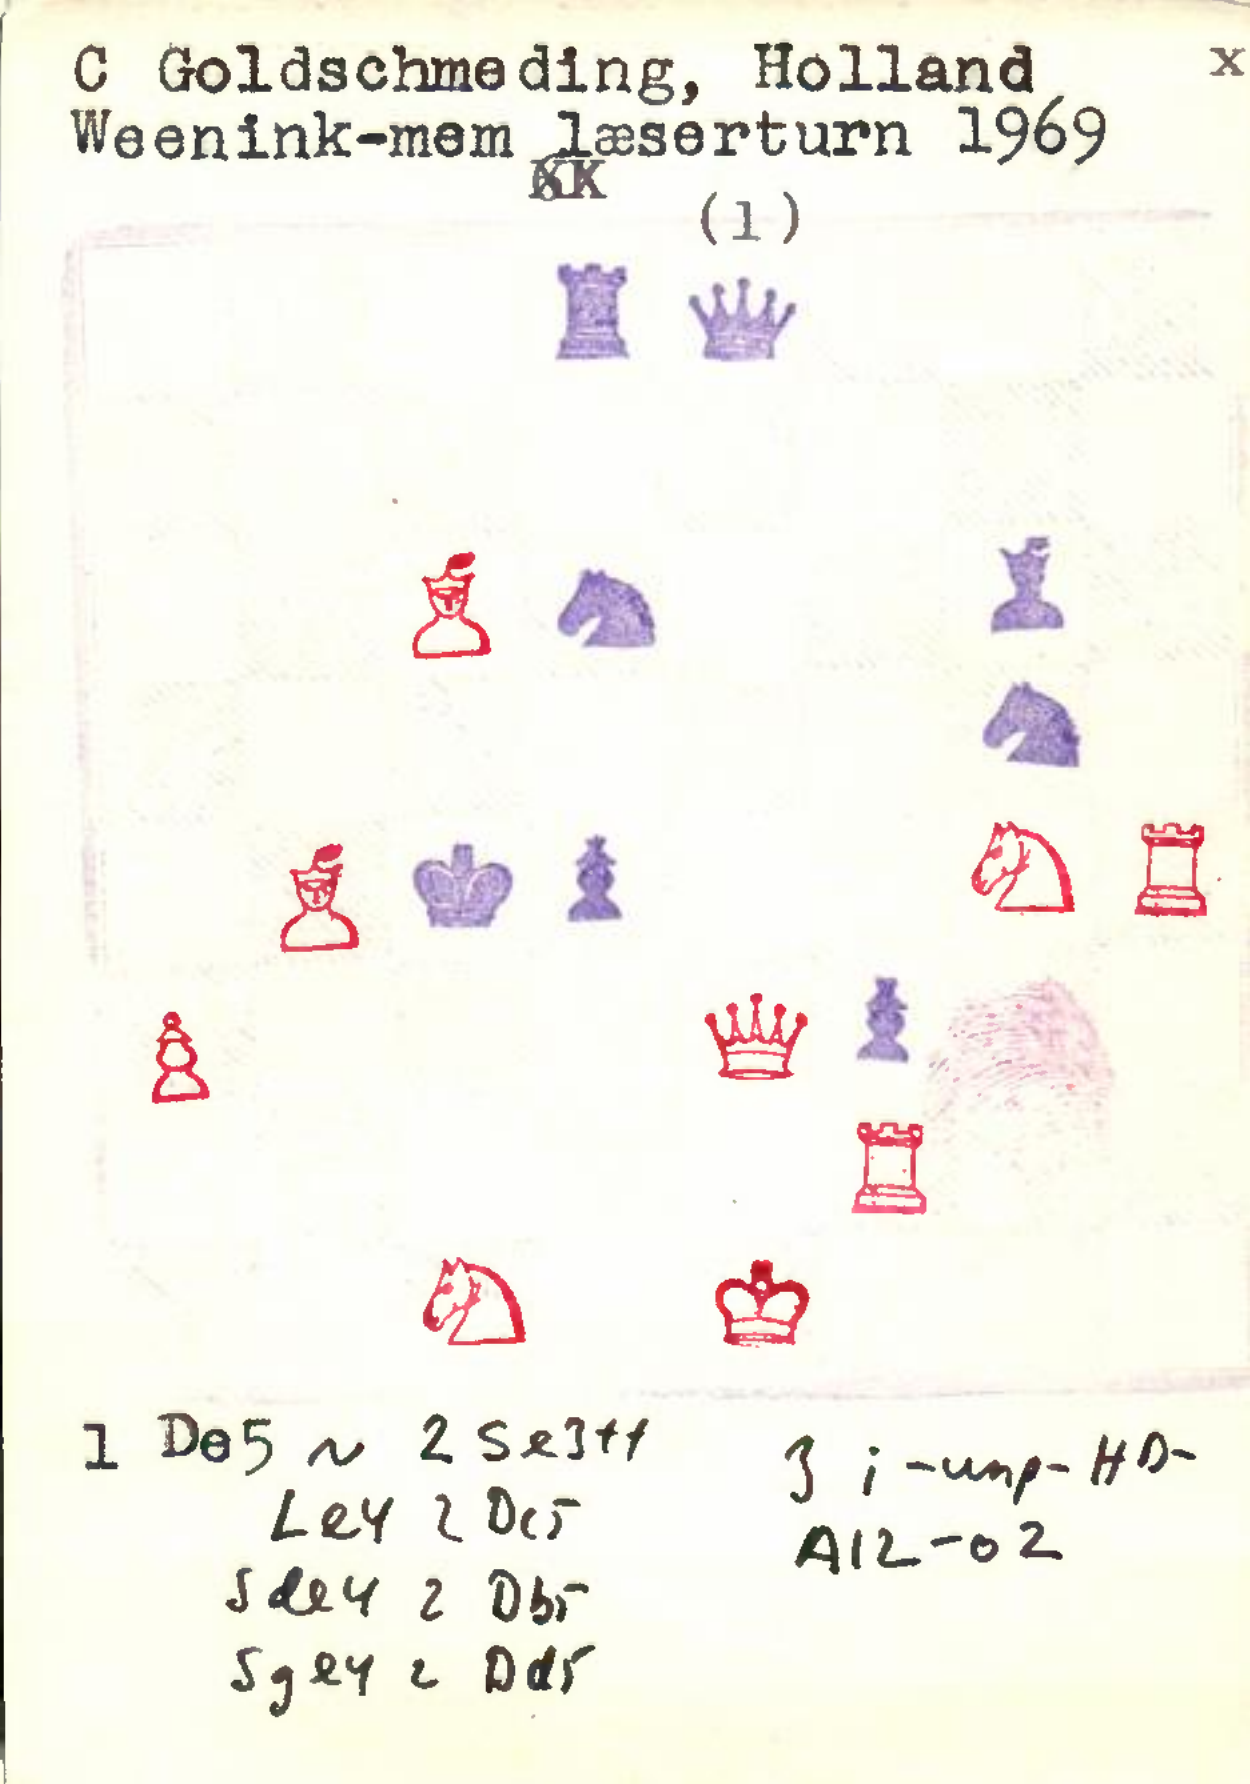 C Goldschmeding, Holland x
Weenink-mem læserturn 1969
KK
(1)
1 De5 ~ 2 Se3++
Le4 2 Dc5
Sde4 2 Db5
Sge4 2 Dd5
3 i-unp-HD-
A12-02